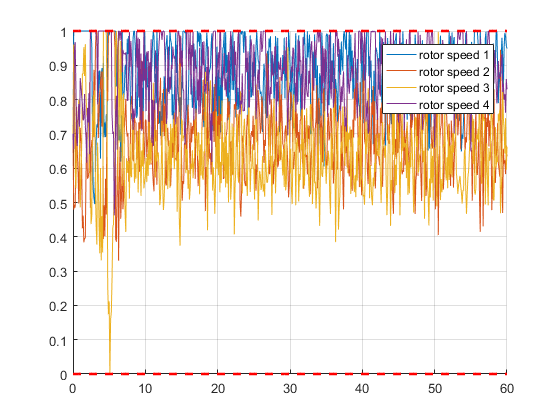 1
0.9
0.8
0.7
0.6
0.5
0.4
0.3
0.2
0.1
0
0 10 20 30 40 50 60
rotor speed 1
rotor speed 2
rotor speed 3
rotor speed 4